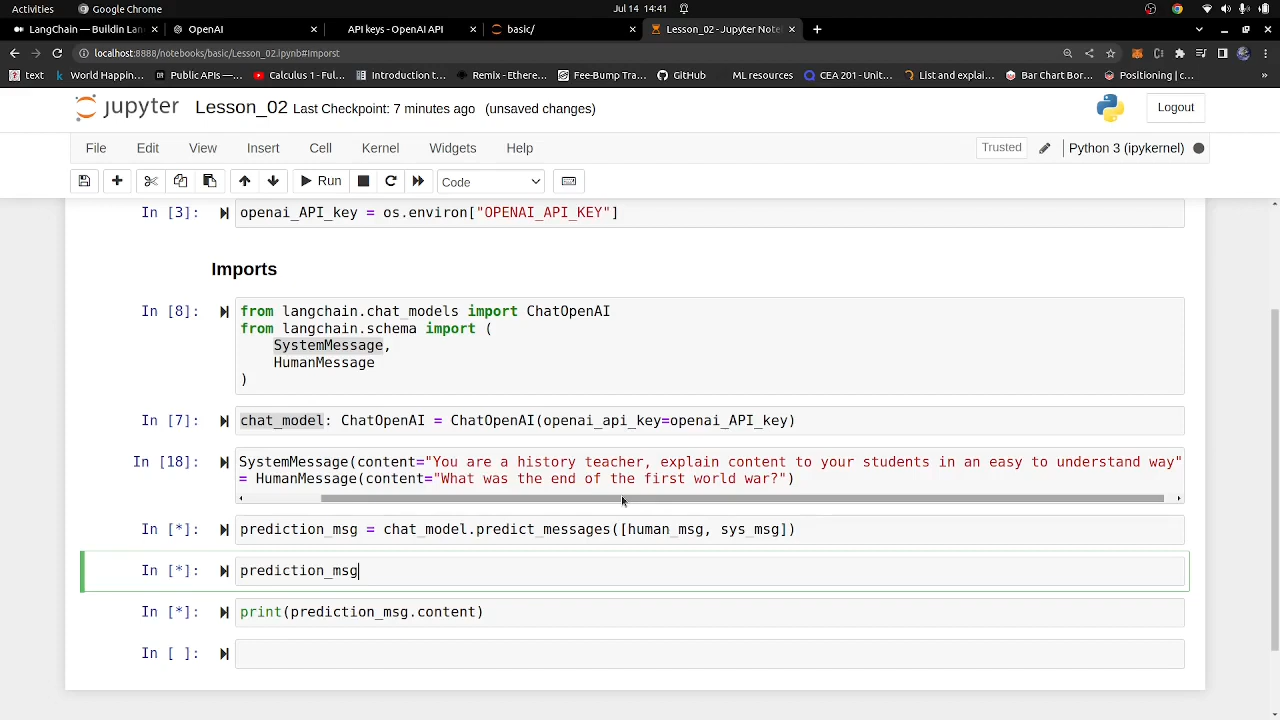 Activities Google Chrome Jul 14 14:41
LangChain — Buildin Lan OpenAI API keys - OpenAI API basic/ Lesson_02 - Jupyter Note
localhost:8888/notebooks/basic/Lesson_02.ipynb#Imporst
text World Happin... Public APIs —... Calculus 1 - Ful... Introduction t... Remix - Ethere... Fee-Bump Tra... GitHub ML resources CEA 201- Unit... List and explai... Bar Chart Bor... Positioning | c... »
jupyter Lesson_02 Last Checkpoint: 7 minutes ago (unsaved changes) Logout
File Edit View Insert Cell Kernel Widgets Help Trusted Python 3 (ipykernel)
Run Code
In [3]: openai_API_key = os.environ["OPENAI_API_KEY"]
Imports
In [8]: from langchain.chat_models import ChatOpenAI
from langchain.schema import (
SystemMessage,
HumanMessage
)
In [7]: chat_model: ChatOpenAI = ChatOpenAI(openai_api_key=openai_API_key)
In [18]: SystemMessage(content="You are a history teacher, explain content to your students in an easy to understand way"
= HumanMessage(content="What was the end of the first world war?")
In [*]: prediction_msg = chat_model.predict_messages([human_msg, sys_msg])
In [*]: prediction_msg
In [*]: print(prediction_msg.content)
In [ ]: